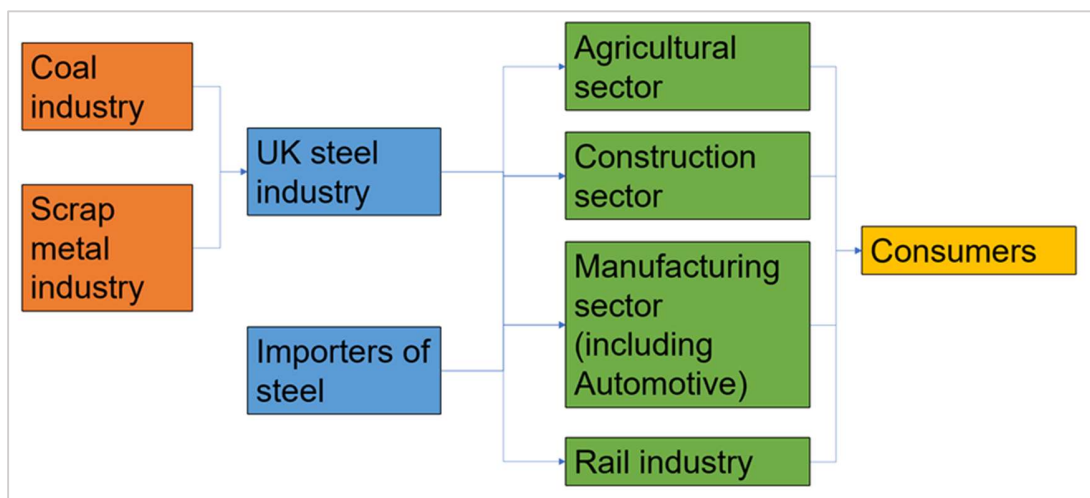 Coal
industry
Scrap
metal
industry
UK steel
industry
Importers of
steel
Agricultural
sector
Construction
sector
Manufacturing
sector
(including
Automotive)
Rail industry
Consumers